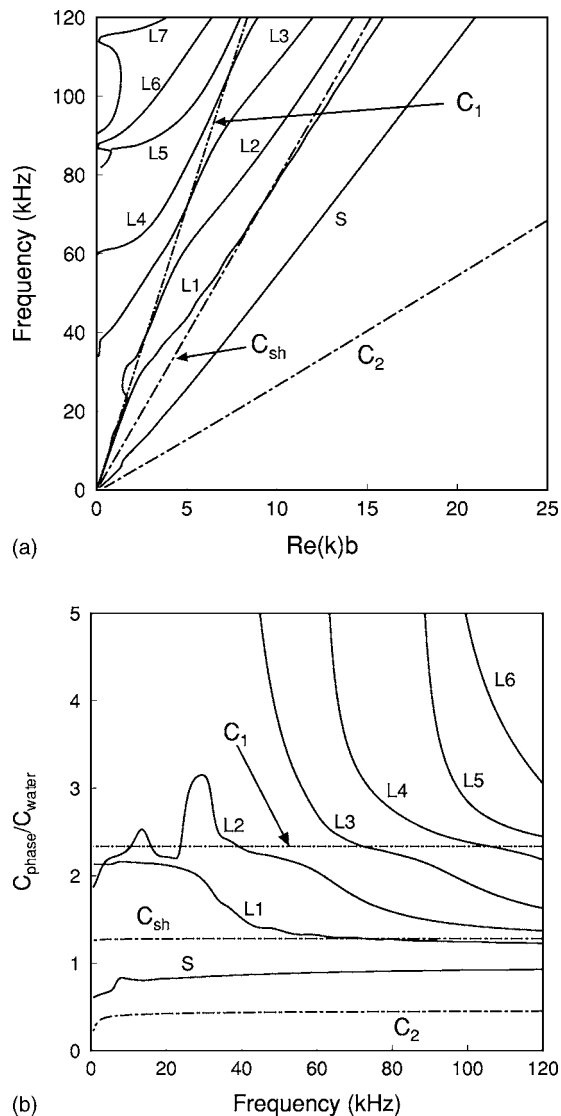 120
100
80
60
40
20
0
Frequency (kHz)
L7
L6
L5
L4
L3
L2
L1
S
C1
Csh
C2
0 5 10 15 20 25
(a) Re(k)b
5
4
3
2
1
0
Cphase/Cwater
C1
L6
L5
L4
L3
L2
L1
Csh
S
C2
0 20 40 60 80 100 120
(b) Frequency (kHz)